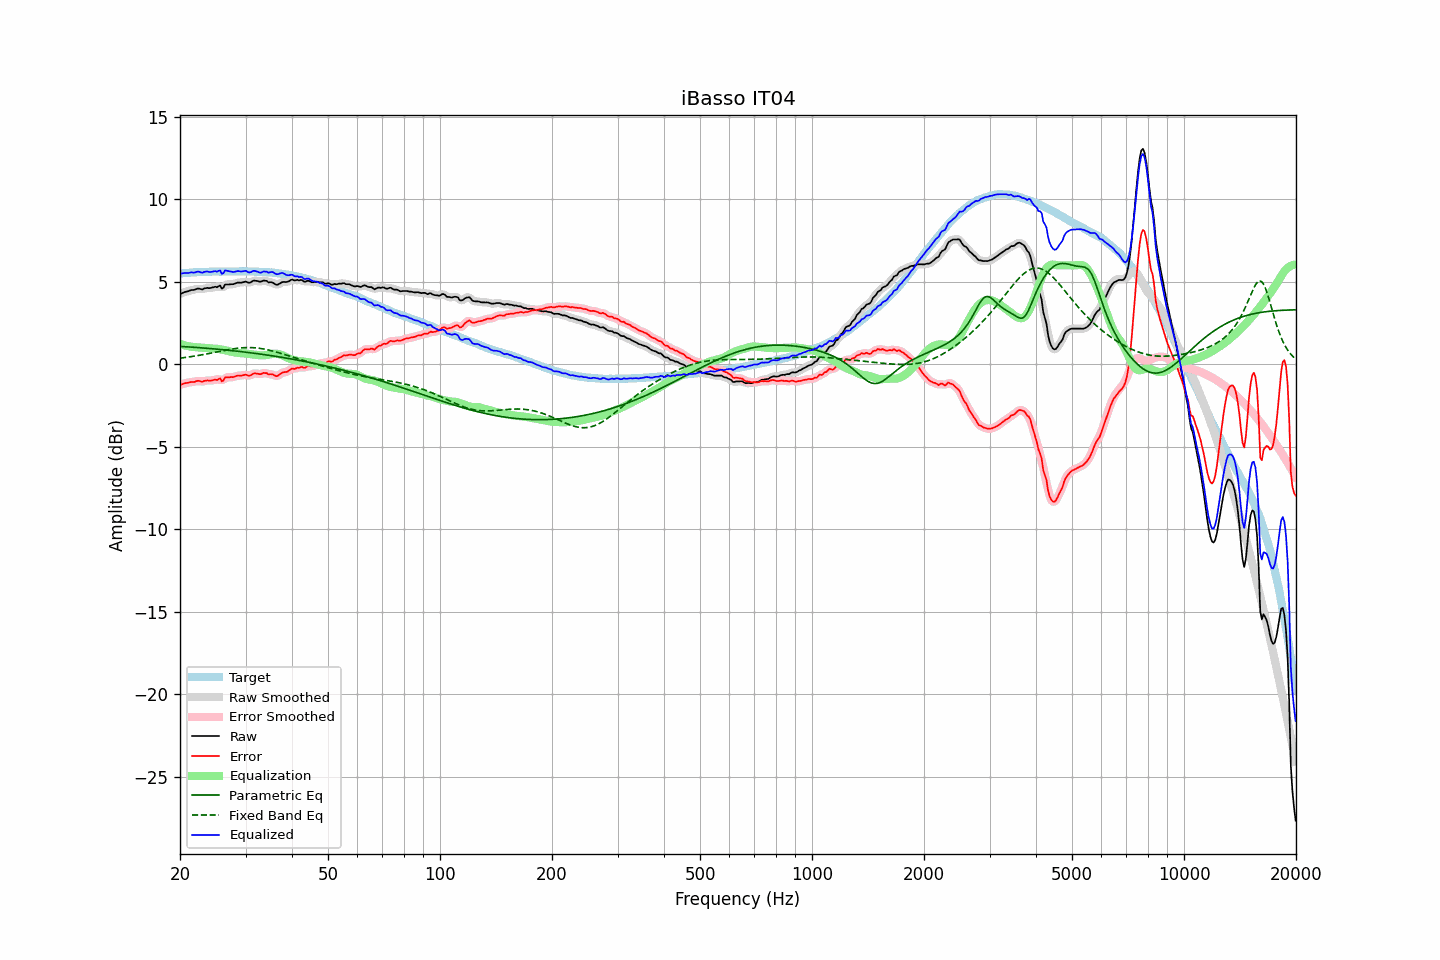 iBasso IT04
15
10
5
0
−5
−10
−15
−20
−25
Amplitude (dBr)
Target
Raw Smoothed
Error Smoothed
Raw
Error
Equalization
Parametric Eq
Fixed Band Eq
Equalized
20 50 100 200 500 1000 2000 5000 10000 20000
Frequency (Hz)